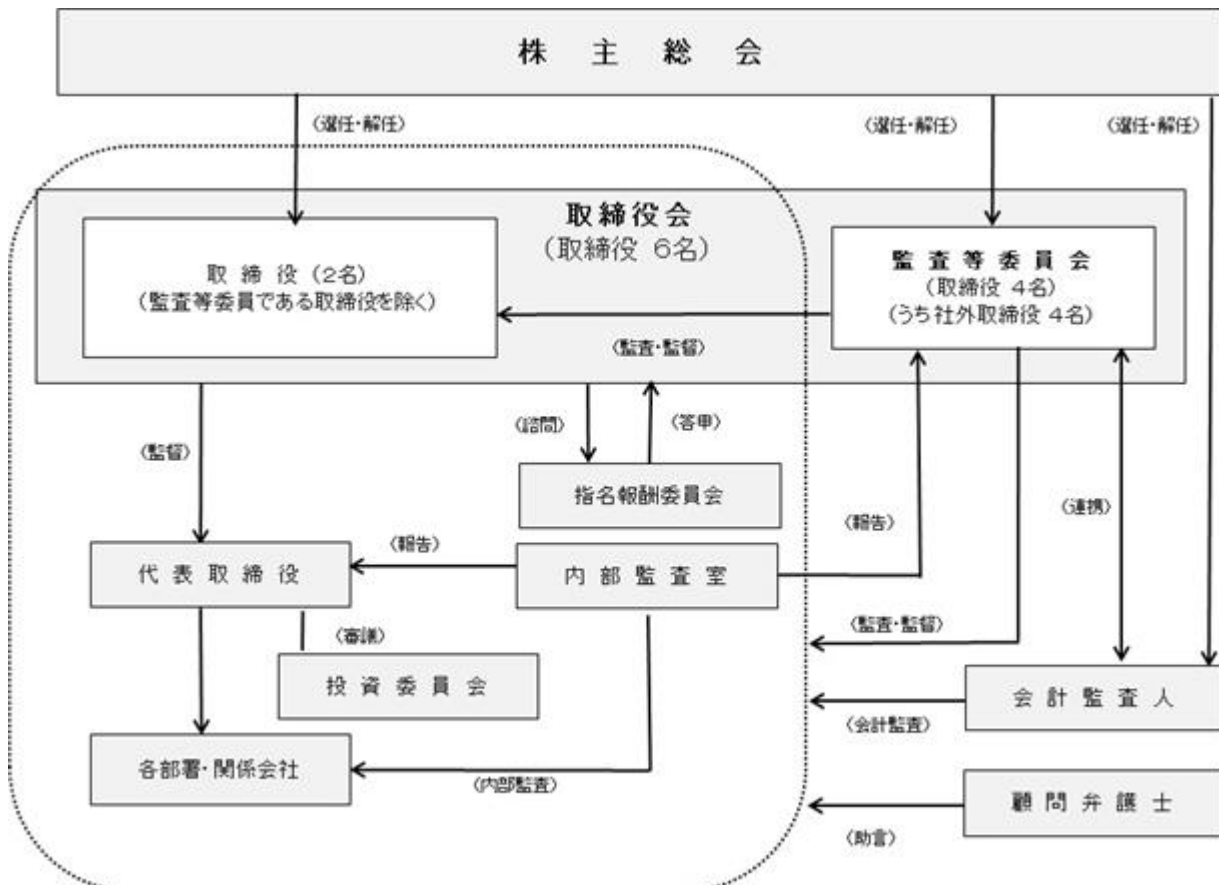 株主総会
〈選任・解任〉
〈選任・解任〉
〈選任・解任〉
取締役会
（取締役 6名）
取締役（2名）
（監査等委員である取締役を除く）
監査等委員会
（取締役 4名）
（うち社外取締役 4名）
〈監査・監督〉
〈監督〉
〈諮問〉
〈答申〉
指名報酬委員会
〈報告〉
〈連携〉
〈報告〉
代表取締役
内部監査室
〈審議〉
〈監査・監督〉
投資委員会
会計監査人
〈会計監査〉
各部署・関係会社
〈内部監査〉
顧問弁護士
〈助言〉